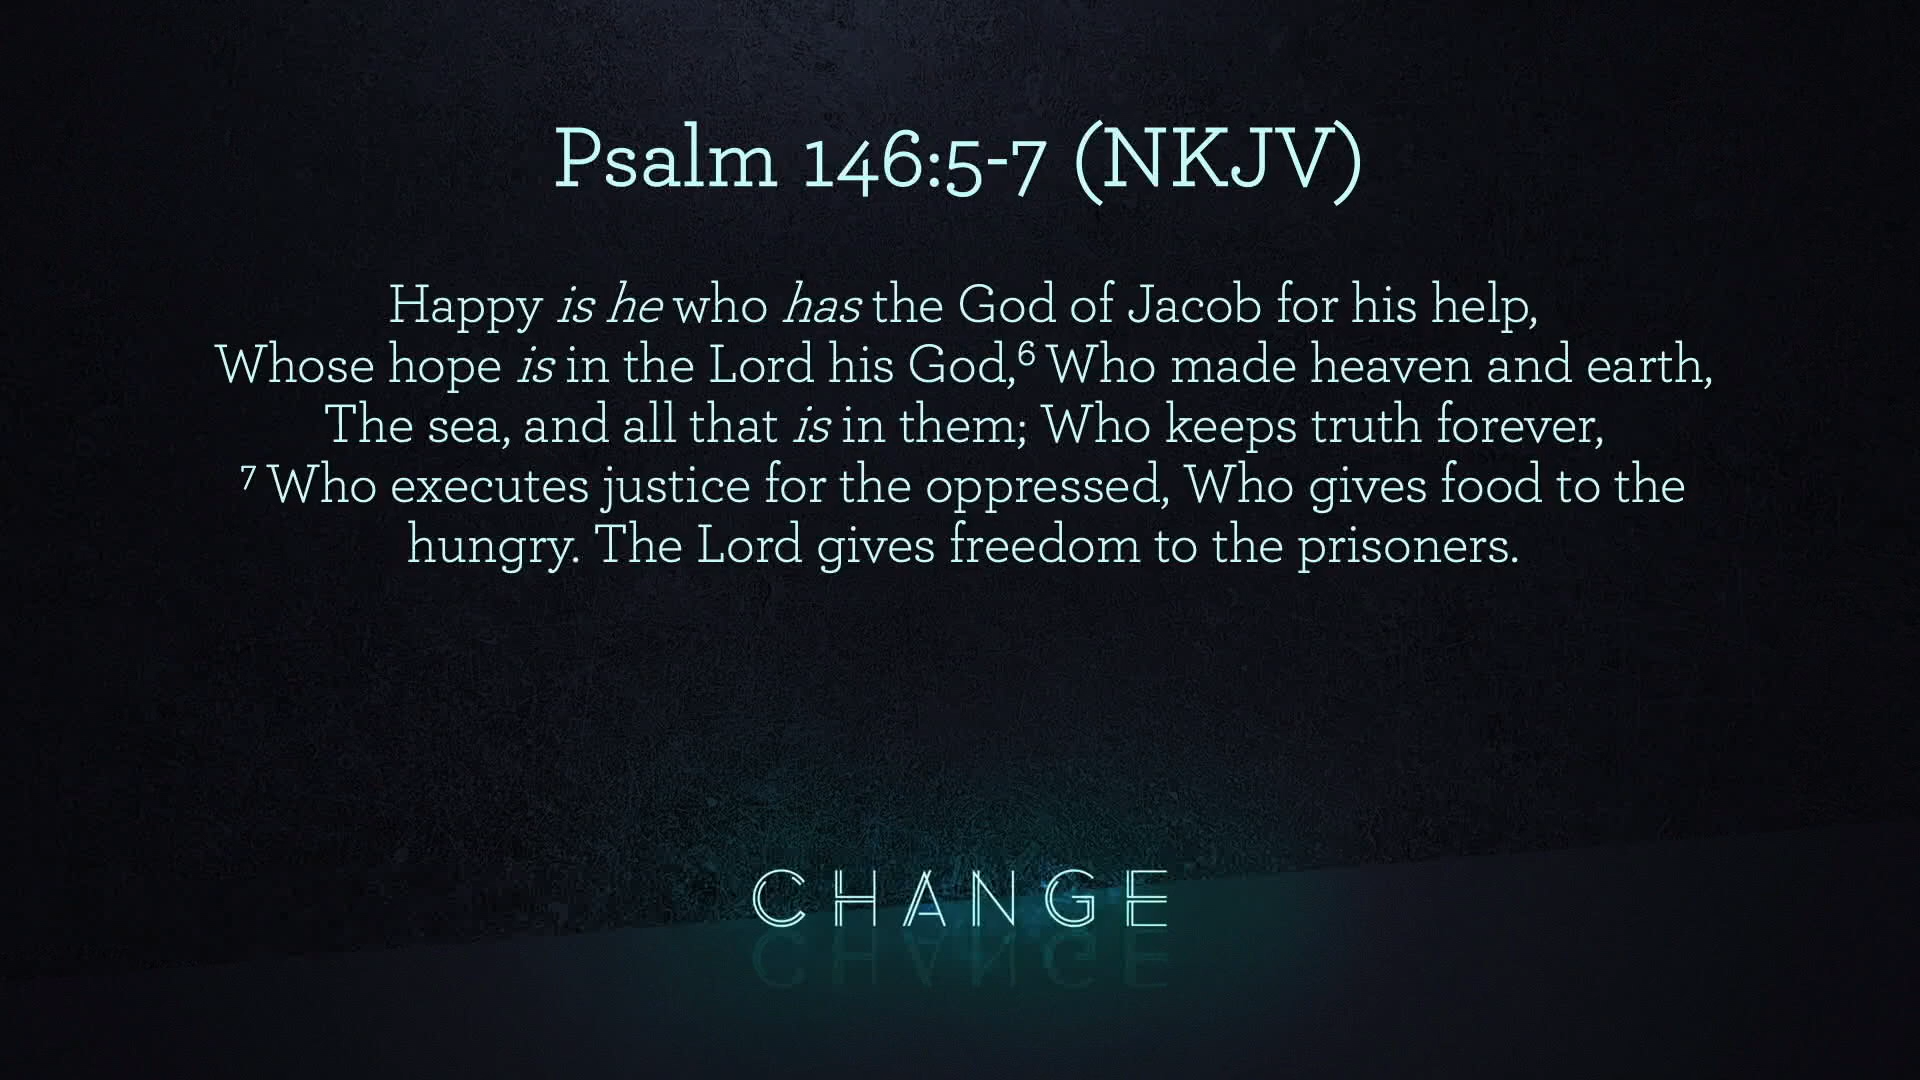 Psalm 146:5-7 (NKJV)
Happy is he who has the God of Jacob for his help,
Whose hope is in the Lord his God,⁶ Who made heaven and earth,
The sea, and all that is in them; Who keeps truth forever,
⁷ Who executes justice for the oppressed, Who gives food to the
hungry. The Lord gives freedom to the prisoners.
CHANGE